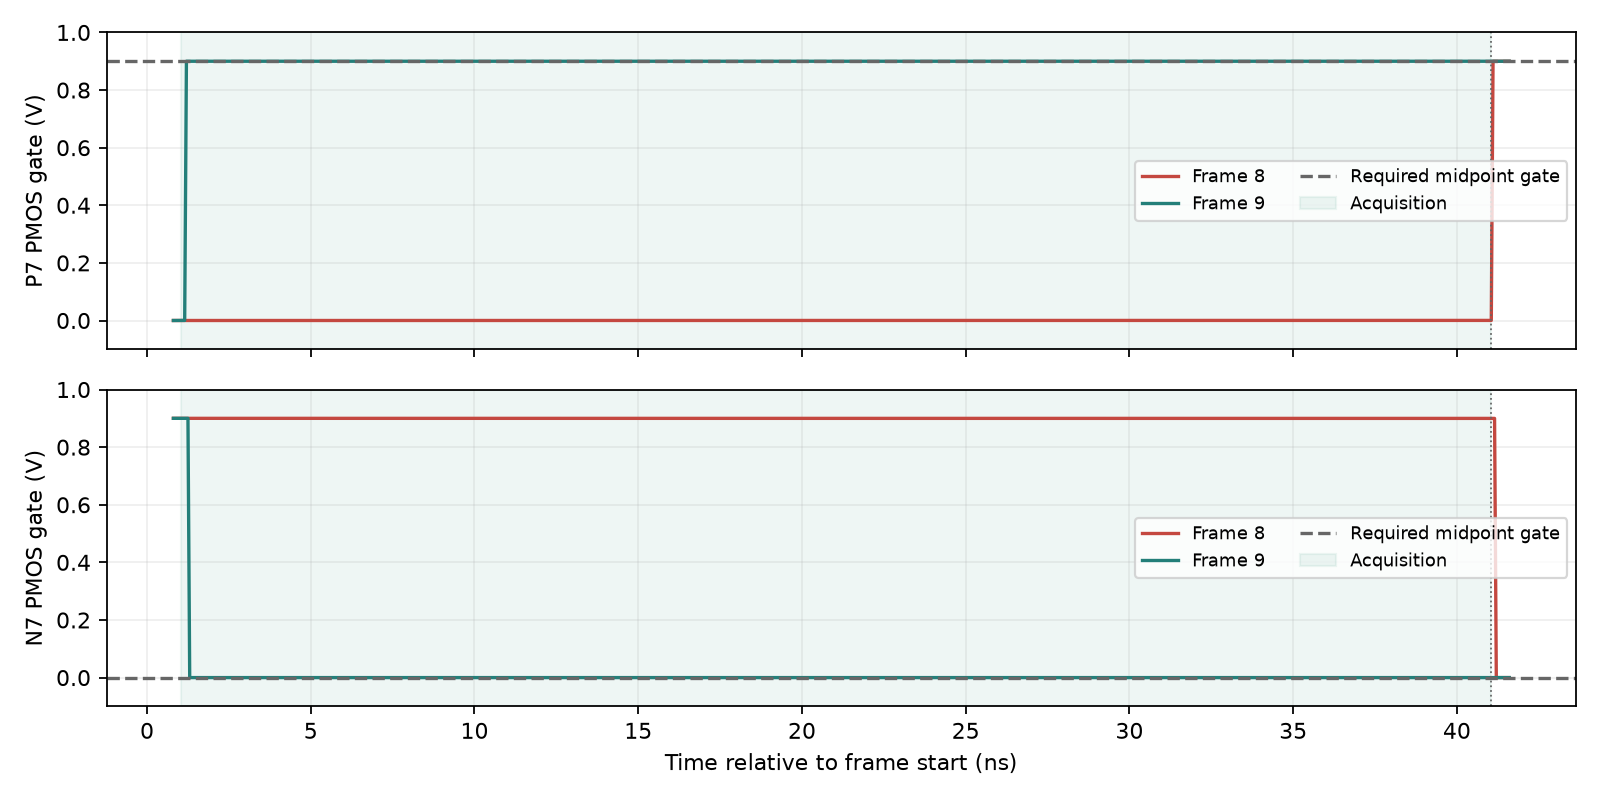 1.0
0.8
0.6
0.4
0.2
0.0
P7 PMOS gate (V)
Frame 8
Frame 9
Required midpoint gate
Acquisition
1.0
0.8
0.6
0.4
0.2
0.0
N7 PMOS gate (V)
Frame 8
Frame 9
Required midpoint gate
Acquisition
0 5 10 15 20 25 30 35 40
Time relative to frame start (ns)